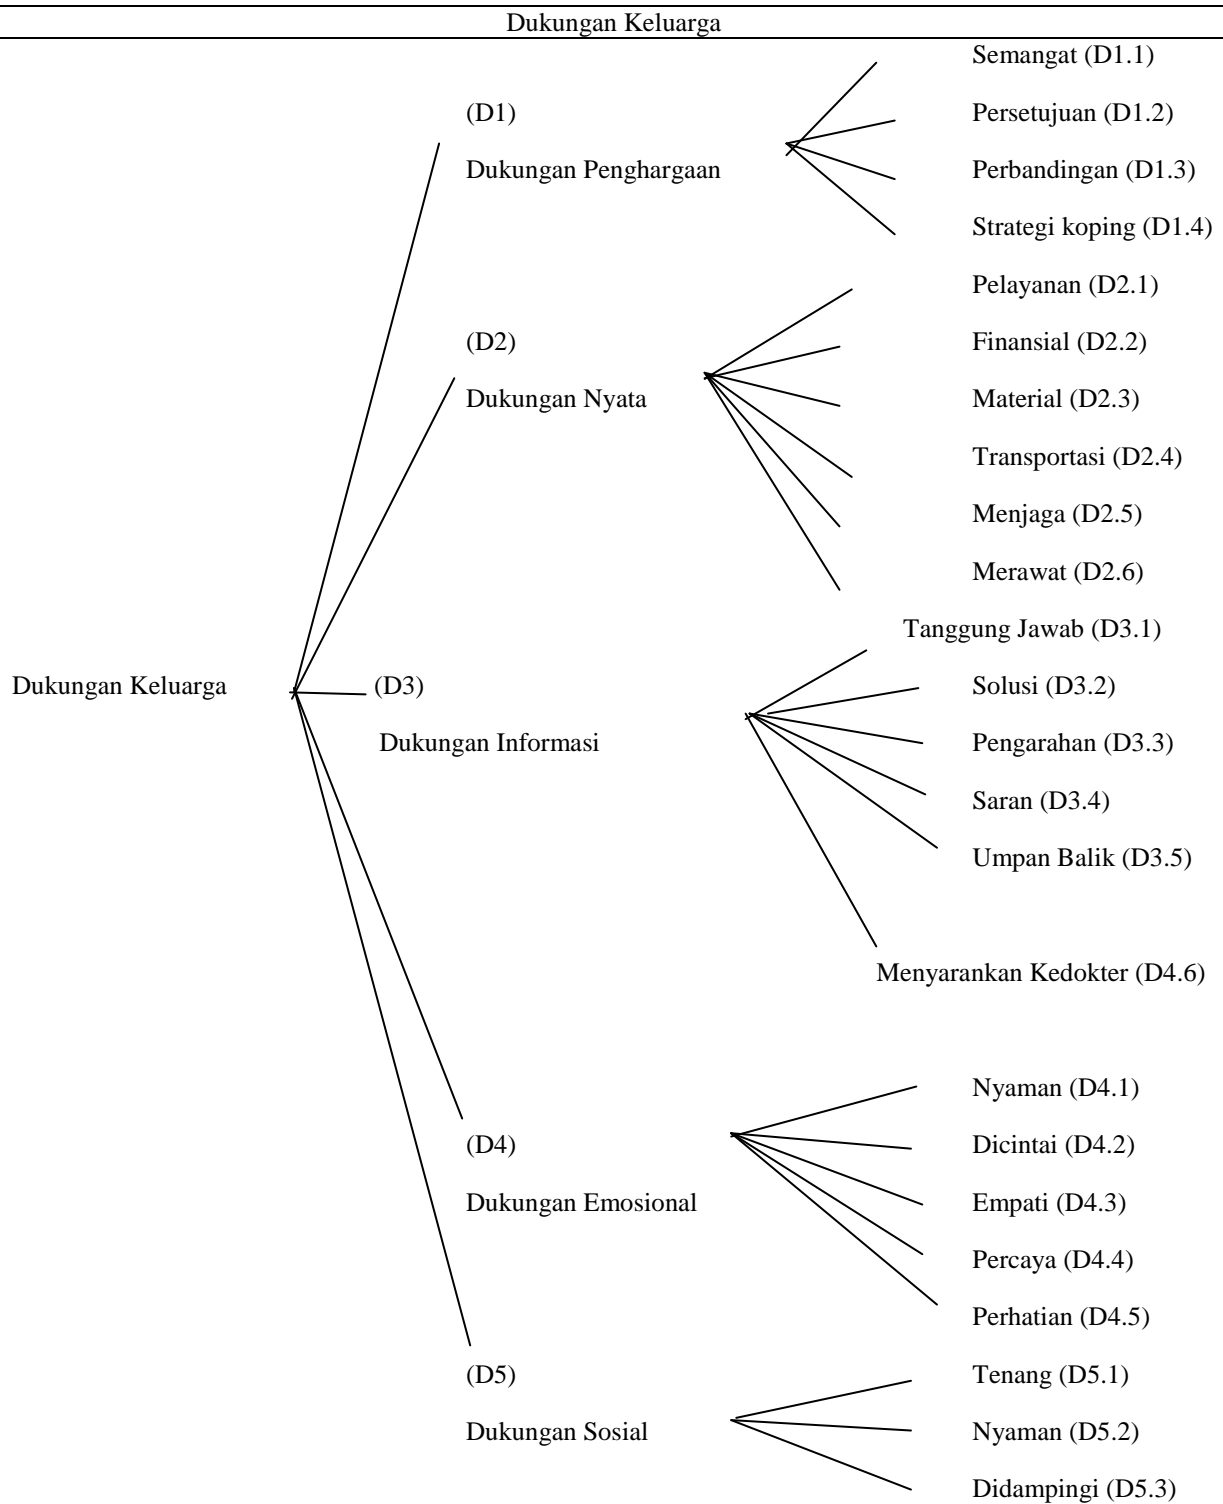 Dukungan Keluarga
Semangat (D1.1)
(D1)
Persetujuan (D1.2)
Dukungan Penghargaan
Perbandingan (D1.3)
Strategi koping (D1.4)
Pelayanan (D2.1)
(D2)
Finansial (D2.2)
Dukungan Nyata
Material (D2.3)
Transportasi (D2.4)
Menjaga (D2.5)
Merawat (D2.6)
Tanggung Jawab (D3.1)
Dukungan Keluarga
(D3)
Solusi (D3.2)
Dukungan Informasi
Pengarahan (D3.3)
Saran (D3.4)
Umpan Balik (D3.5)
Menyarankan Kedokter (D4.6)
Nyaman (D4.1)
(D4)
Dicintai (D4.2)
Dukungan Emosional
Empati (D4.3)
Percaya (D4.4)
Perhatian (D4.5)
(D5)
Tenang (D5.1)
Dukungan Sosial
Nyaman (D5.2)
Didampingi (D5.3)